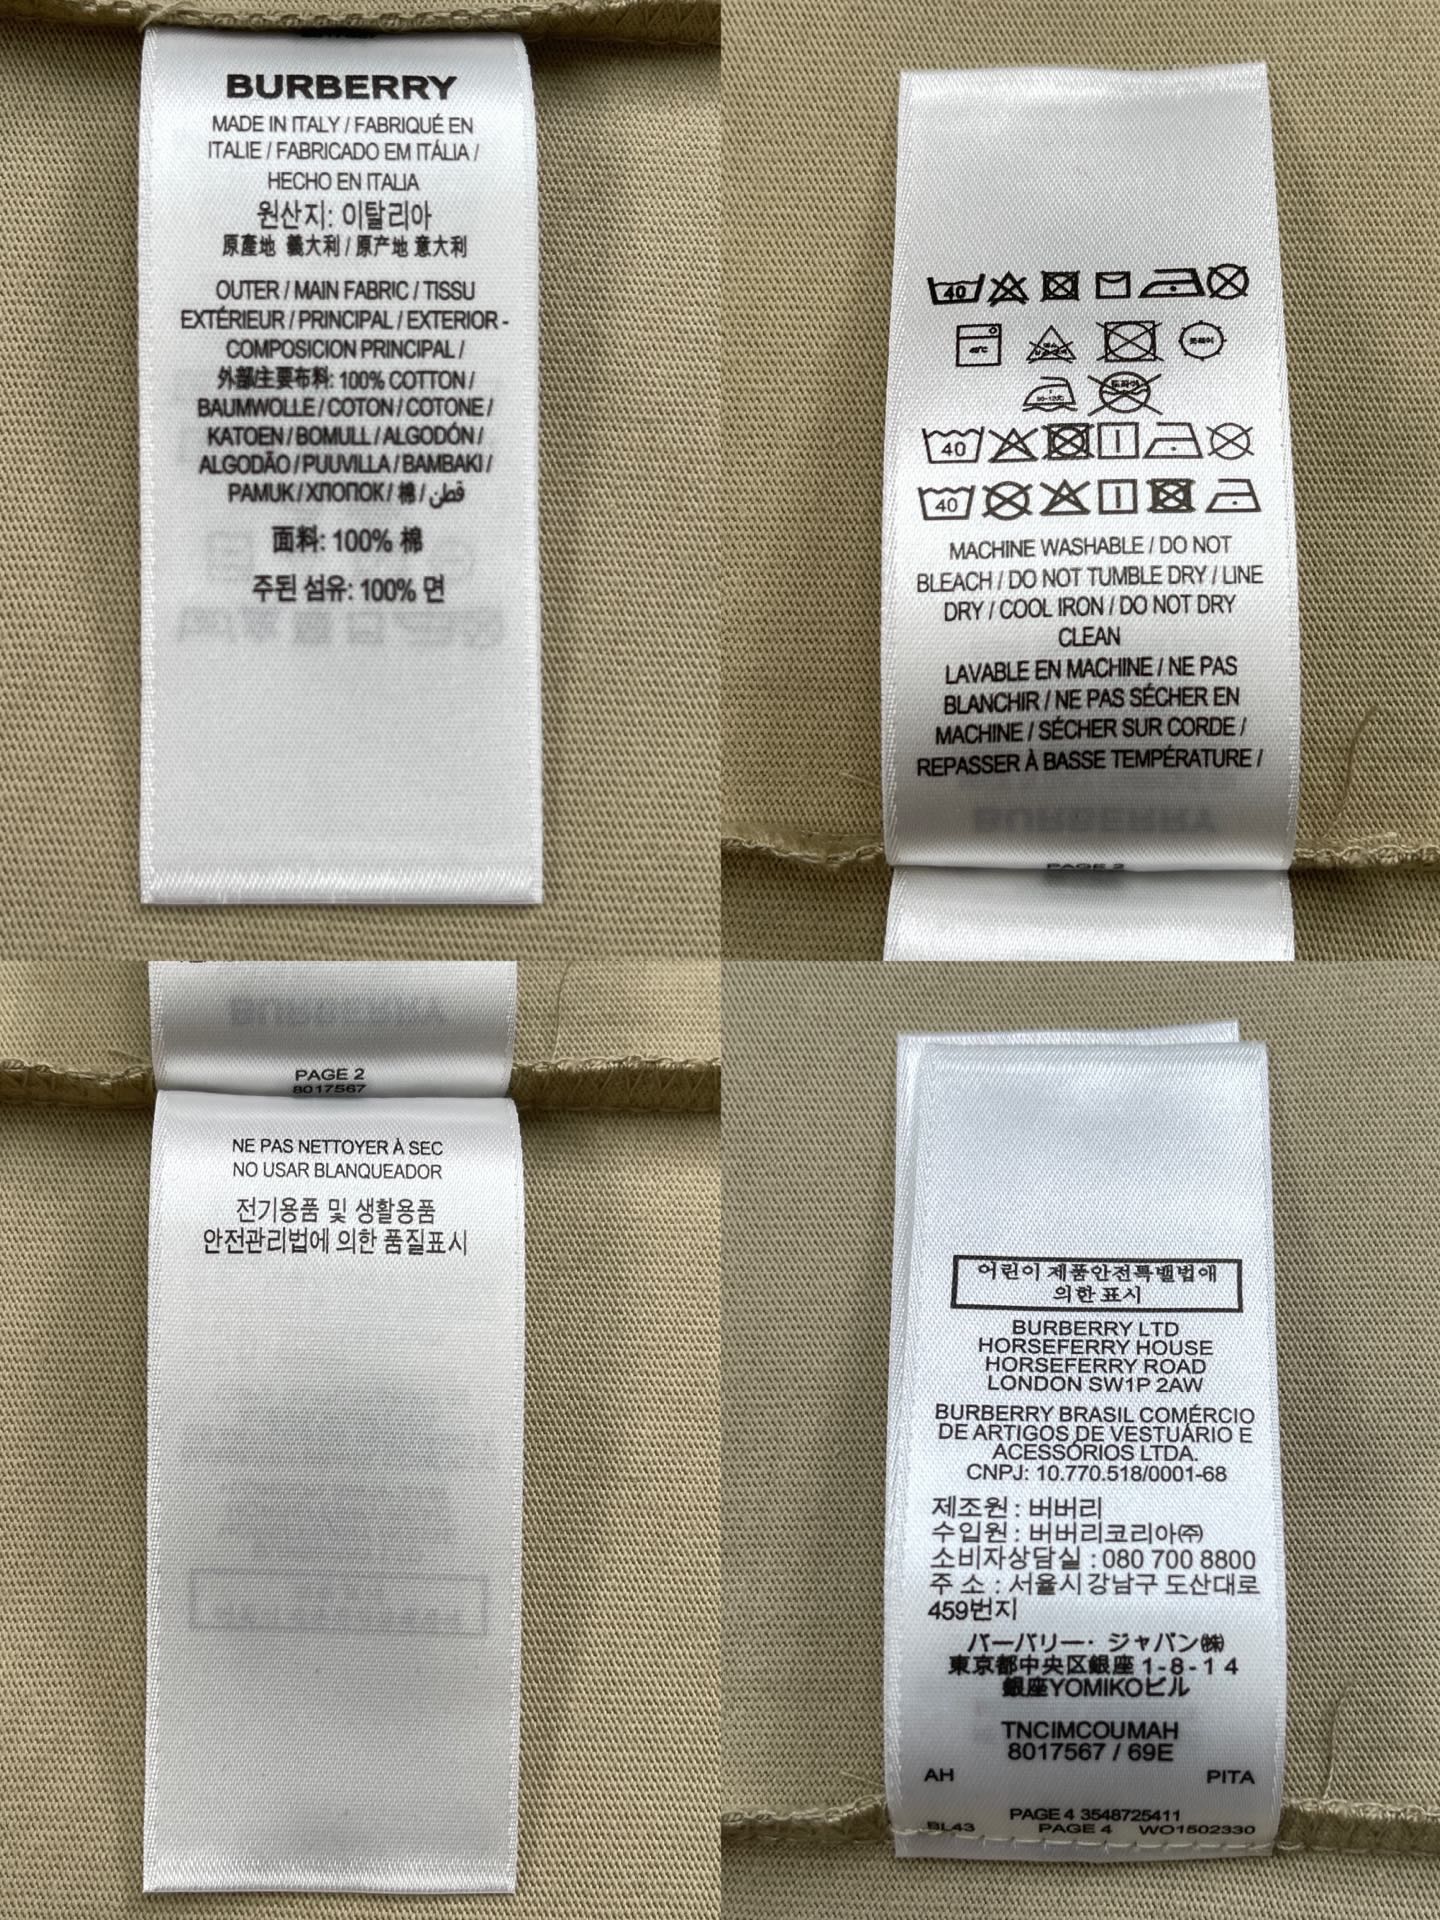 BURBERRY
MADE IN ITALY / FABRIQUÉ EN
ITALIE / FABRICADO EM ITÁLIA /
HECHO EN ITALIA
원산지: 이탈리아
原產地 義大利 / 原产地 意大利
OUTER / MAIN FABRIC / TISSU
EXTÉRIEUR / PRINCIPAL / EXTERIOR -
COMPOSICION PRINCIPAL /
外部/主要布料: 100% COTTON /
BAUMWOLLE / COTON / COTONE /
KATOEN / BOMULL / ALGODÓN /
ALGODÃO / PUUVILLA / BAMBAKI /
PAMUK / ХЛОПОК / 棉 / قطن
面料: 100% 棉
주된 섬유: 100% 면
40
40℃
40
40
MACHINE WASHABLE / DO NOT
BLEACH / DO NOT TUMBLE DRY / LINE
DRY / COOL IRON / DO NOT DRY
CLEAN
LAVABLE EN MACHINE / NE PAS
BLANCHIR / NE PAS SÉCHER EN
MACHINE / SÉCHER SUR CORDE /
REPASSER À BASSE TEMPÉRATURE /
PAGE 2
PAGE 2
8017567
NE PAS NETTOYER À SEC
NO USAR BLANQUEADOR
전기용품 및 생활용품
안전관리법에 의한 품질표시
어린이 제품안전특별법애
의한 표시
BURBERRY LTD
HORSEFERRY HOUSE
HORSEFERRY ROAD
LONDON SW1P 2AW
BURBERRY BRASIL COMÉRCIO
DE ARTIGOS DE VESTUÁRIO E
ACESSÓRIOS LTDA.
CNPJ: 10.770.518/0001-68
제조원 : 버버리
수입원 : 버버리코리아㈜
소비자상담실 : 080 700 8800
주 소 : 서울시 강남구 도산대로
459번지
バーバリー・ ジャパン㈱
東京都中央区銀座 1 - 8 - 1 4
銀座YOMIKOビル
TNCIMCOUMAH
8017567 / 69E
AH PITA
PAGE 4 3548725411
BL43 PAGE 4 WO1502330